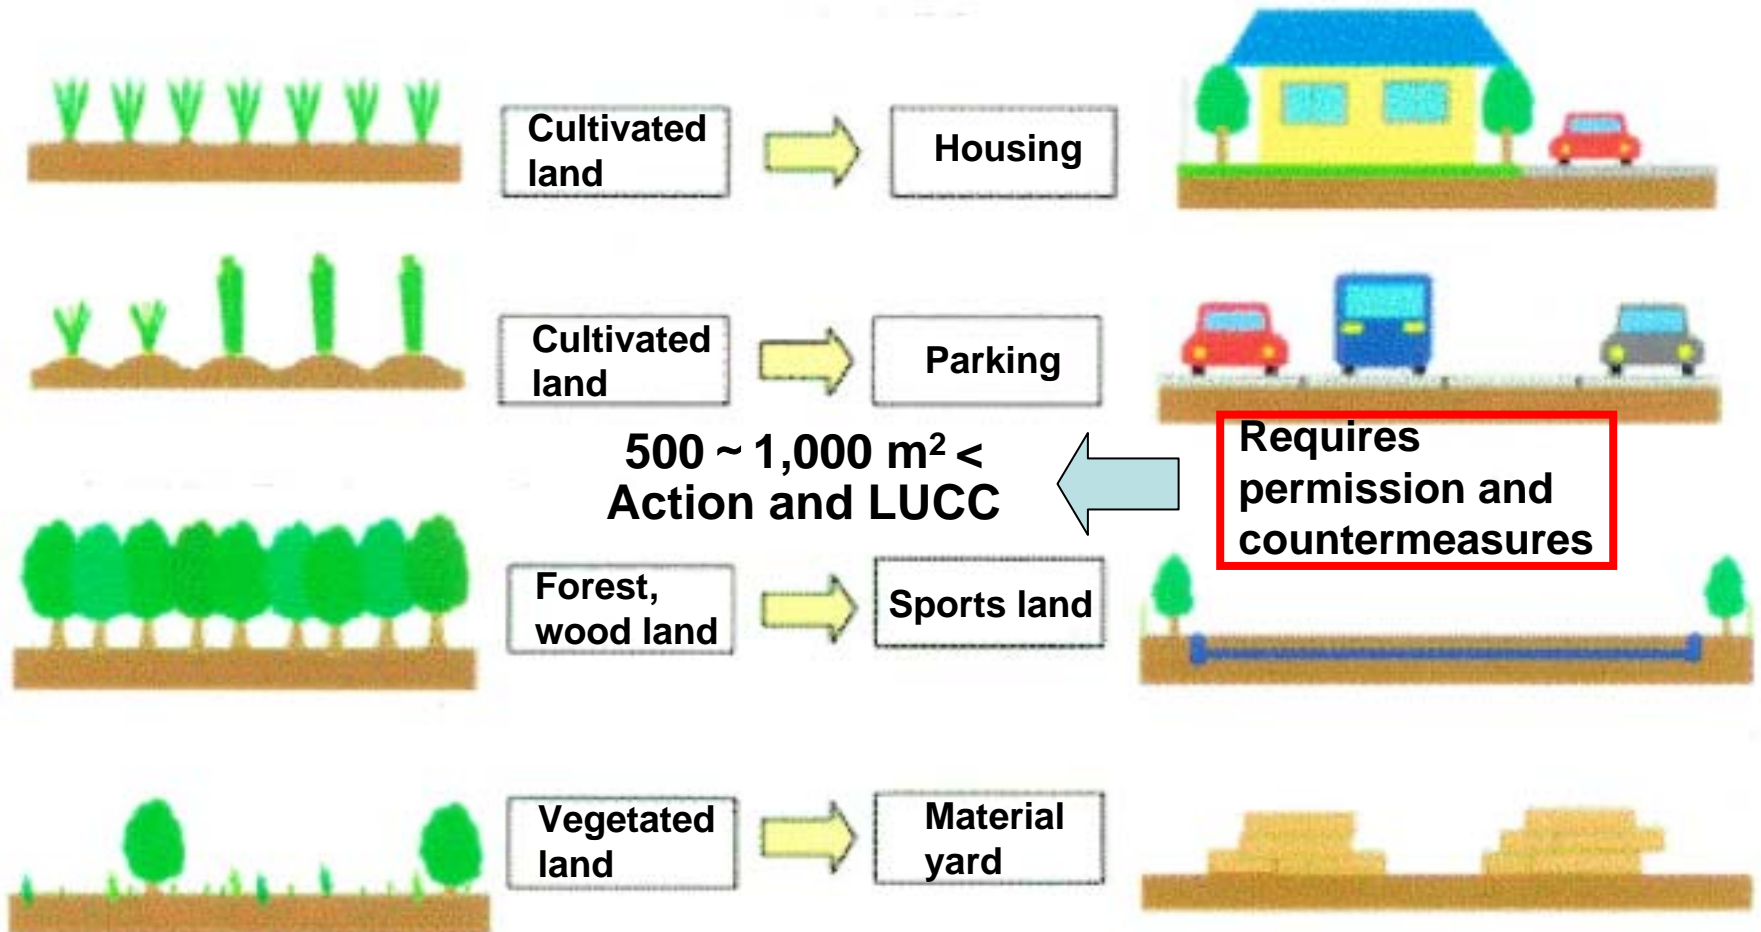 Cultivated
land
Housing
Cultivated
land
Parking
500 ~ 1,000 m² <
Action and LUCC
Requires
permission and
countermeasures
Forest,
wood land
Sports land
Vegetated
land
Material
yard